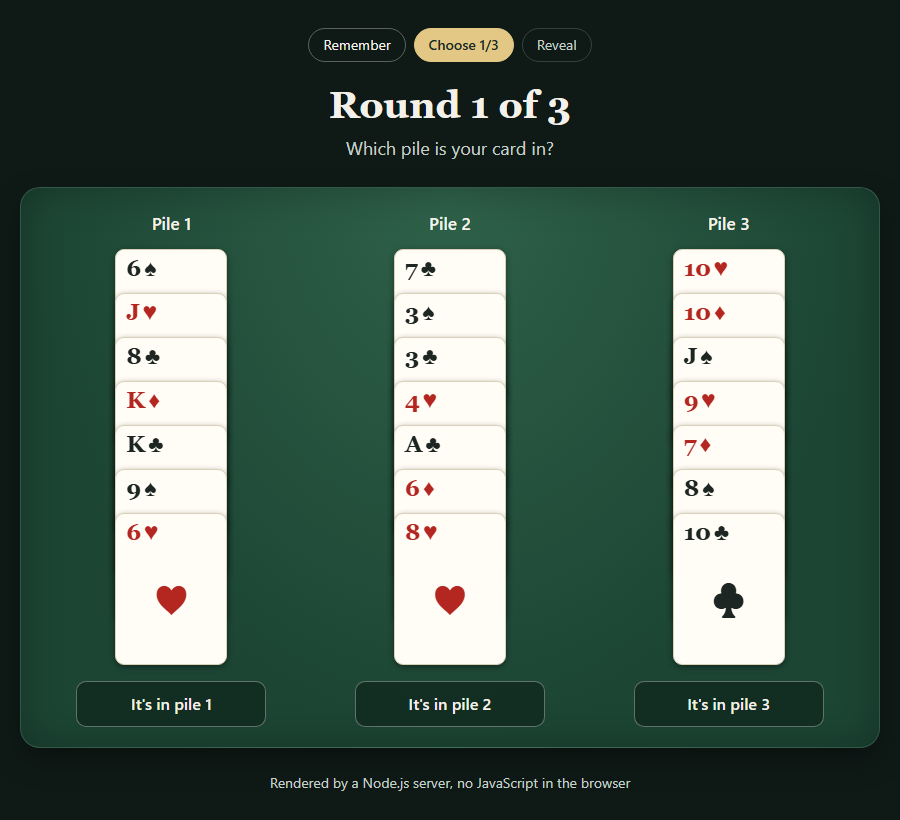 Remember Choose 1/3 Reveal
Round 1 of 3
Which pile is your card in?
Pile 1 Pile 2 Pile 3
6♠ 7♣ 10♥
J♥ 3♠ 10♦
8♣ 3♣ J♠
K♦ 4♥ 9♥
K♣ A♣ 7♦
9♠ 6♦ 8♠
6♥ 8♥ 10♣
It's in pile 1 It's in pile 2 It's in pile 3
Rendered by a Node.js server, no JavaScript in the browser